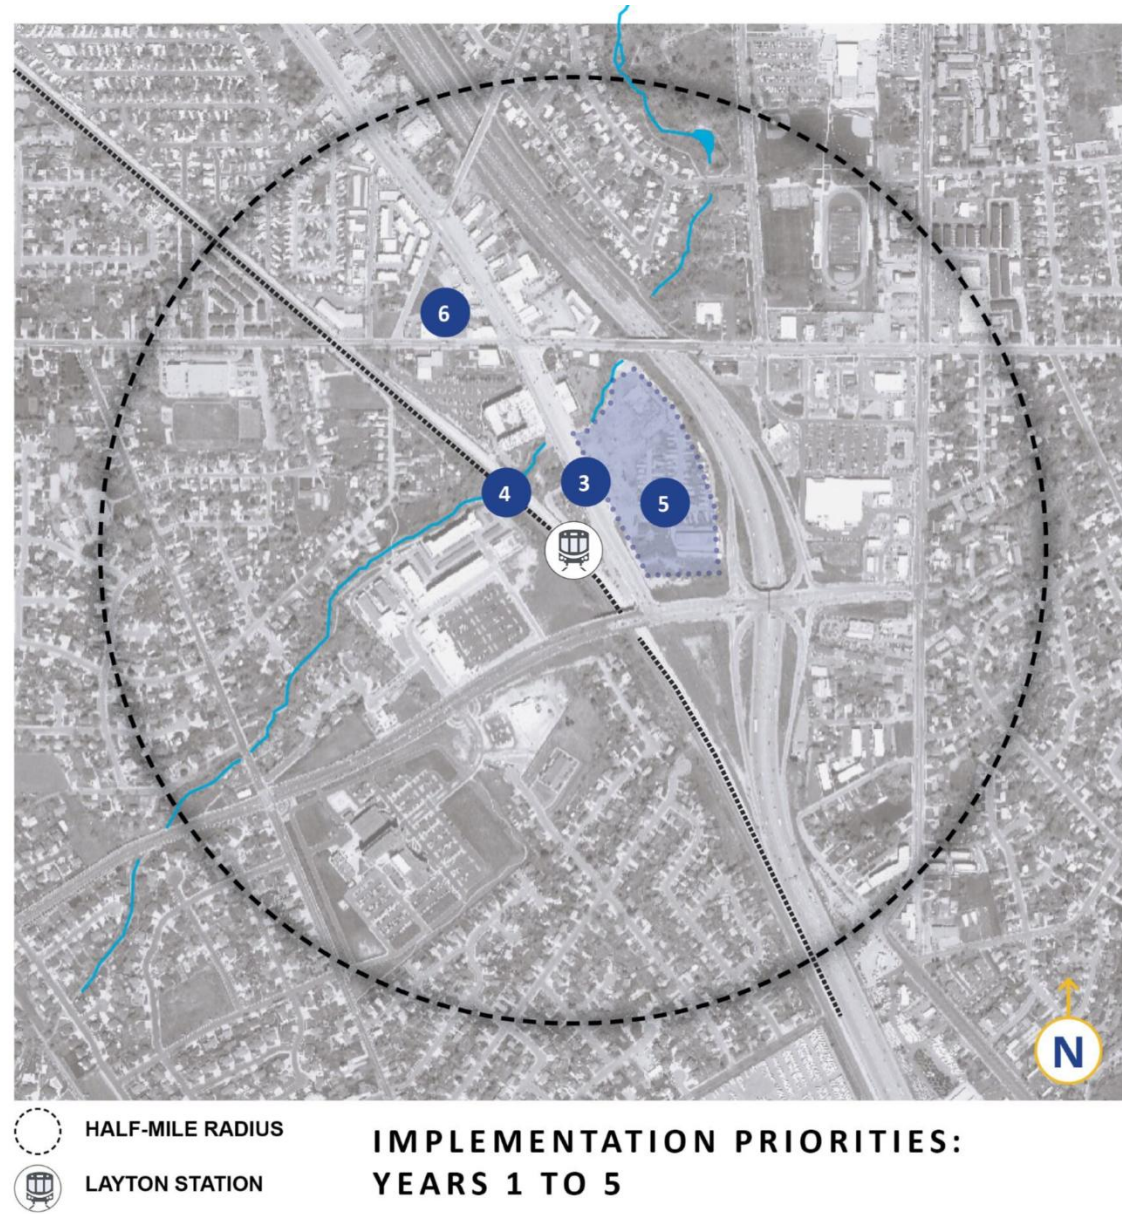 6
4
3
5
N
HALF-MILE RADIUS
LAYTON STATION
IMPLEMENTATION PRIORITIES:
YEARS 1 TO 5